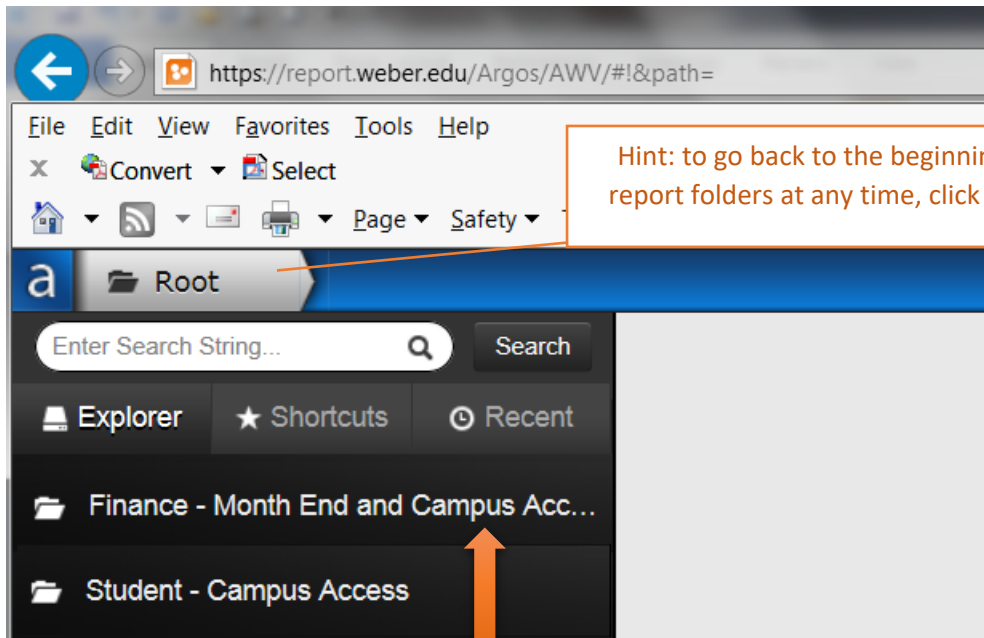 https://report.weber.edu/Argos/AWV/#!&path=
File Edit View Favorites Tools Help
x Convert Select
Page Safety
Hint: to go back to the
report folders at any time, click
a Root
Enter Search String... Search
Explorer Shortcuts Recent
Finance - Month End and Campus Acc...
Student - Campus Access